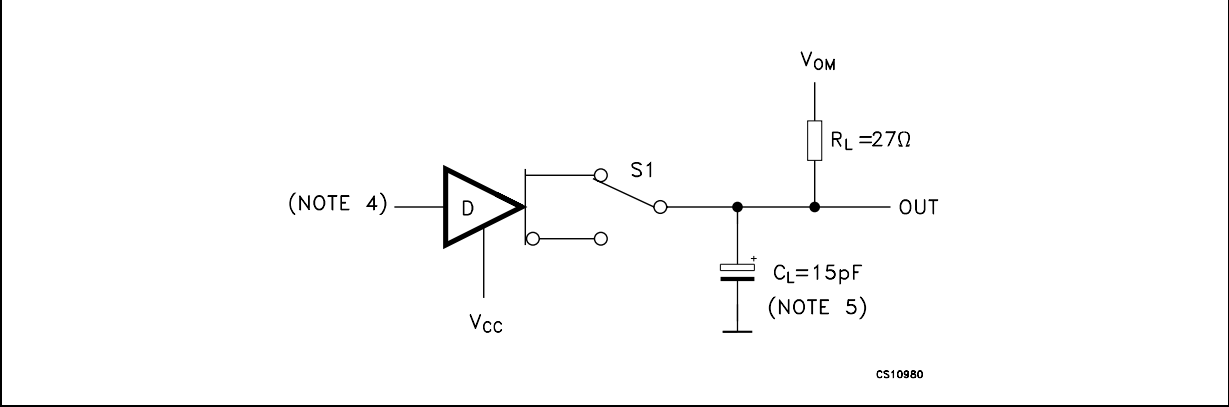 VOM
RL =27Ω
S1
(NOTE 4)
D
OUT
+
CL=15pF
(NOTE 5)
VCC
CS10980